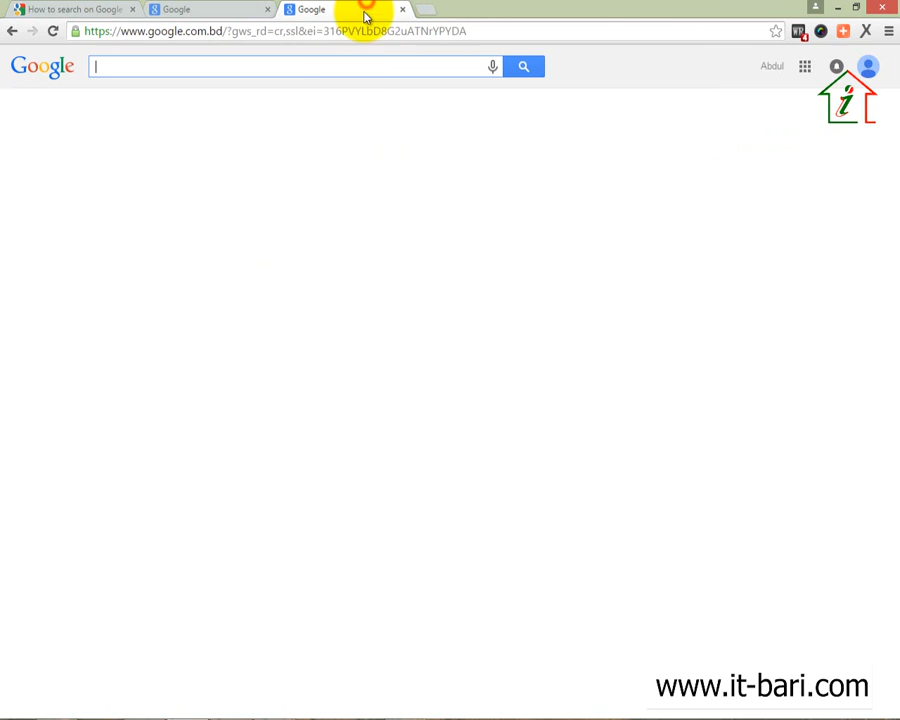 How to search on Google
Google
Google
https://www.google.com.bd/?gws_rd=cr,ssl&ei=316PVYLbD8G2uATNrYPYDA
Google
Abdul
i
www.it-bari.com